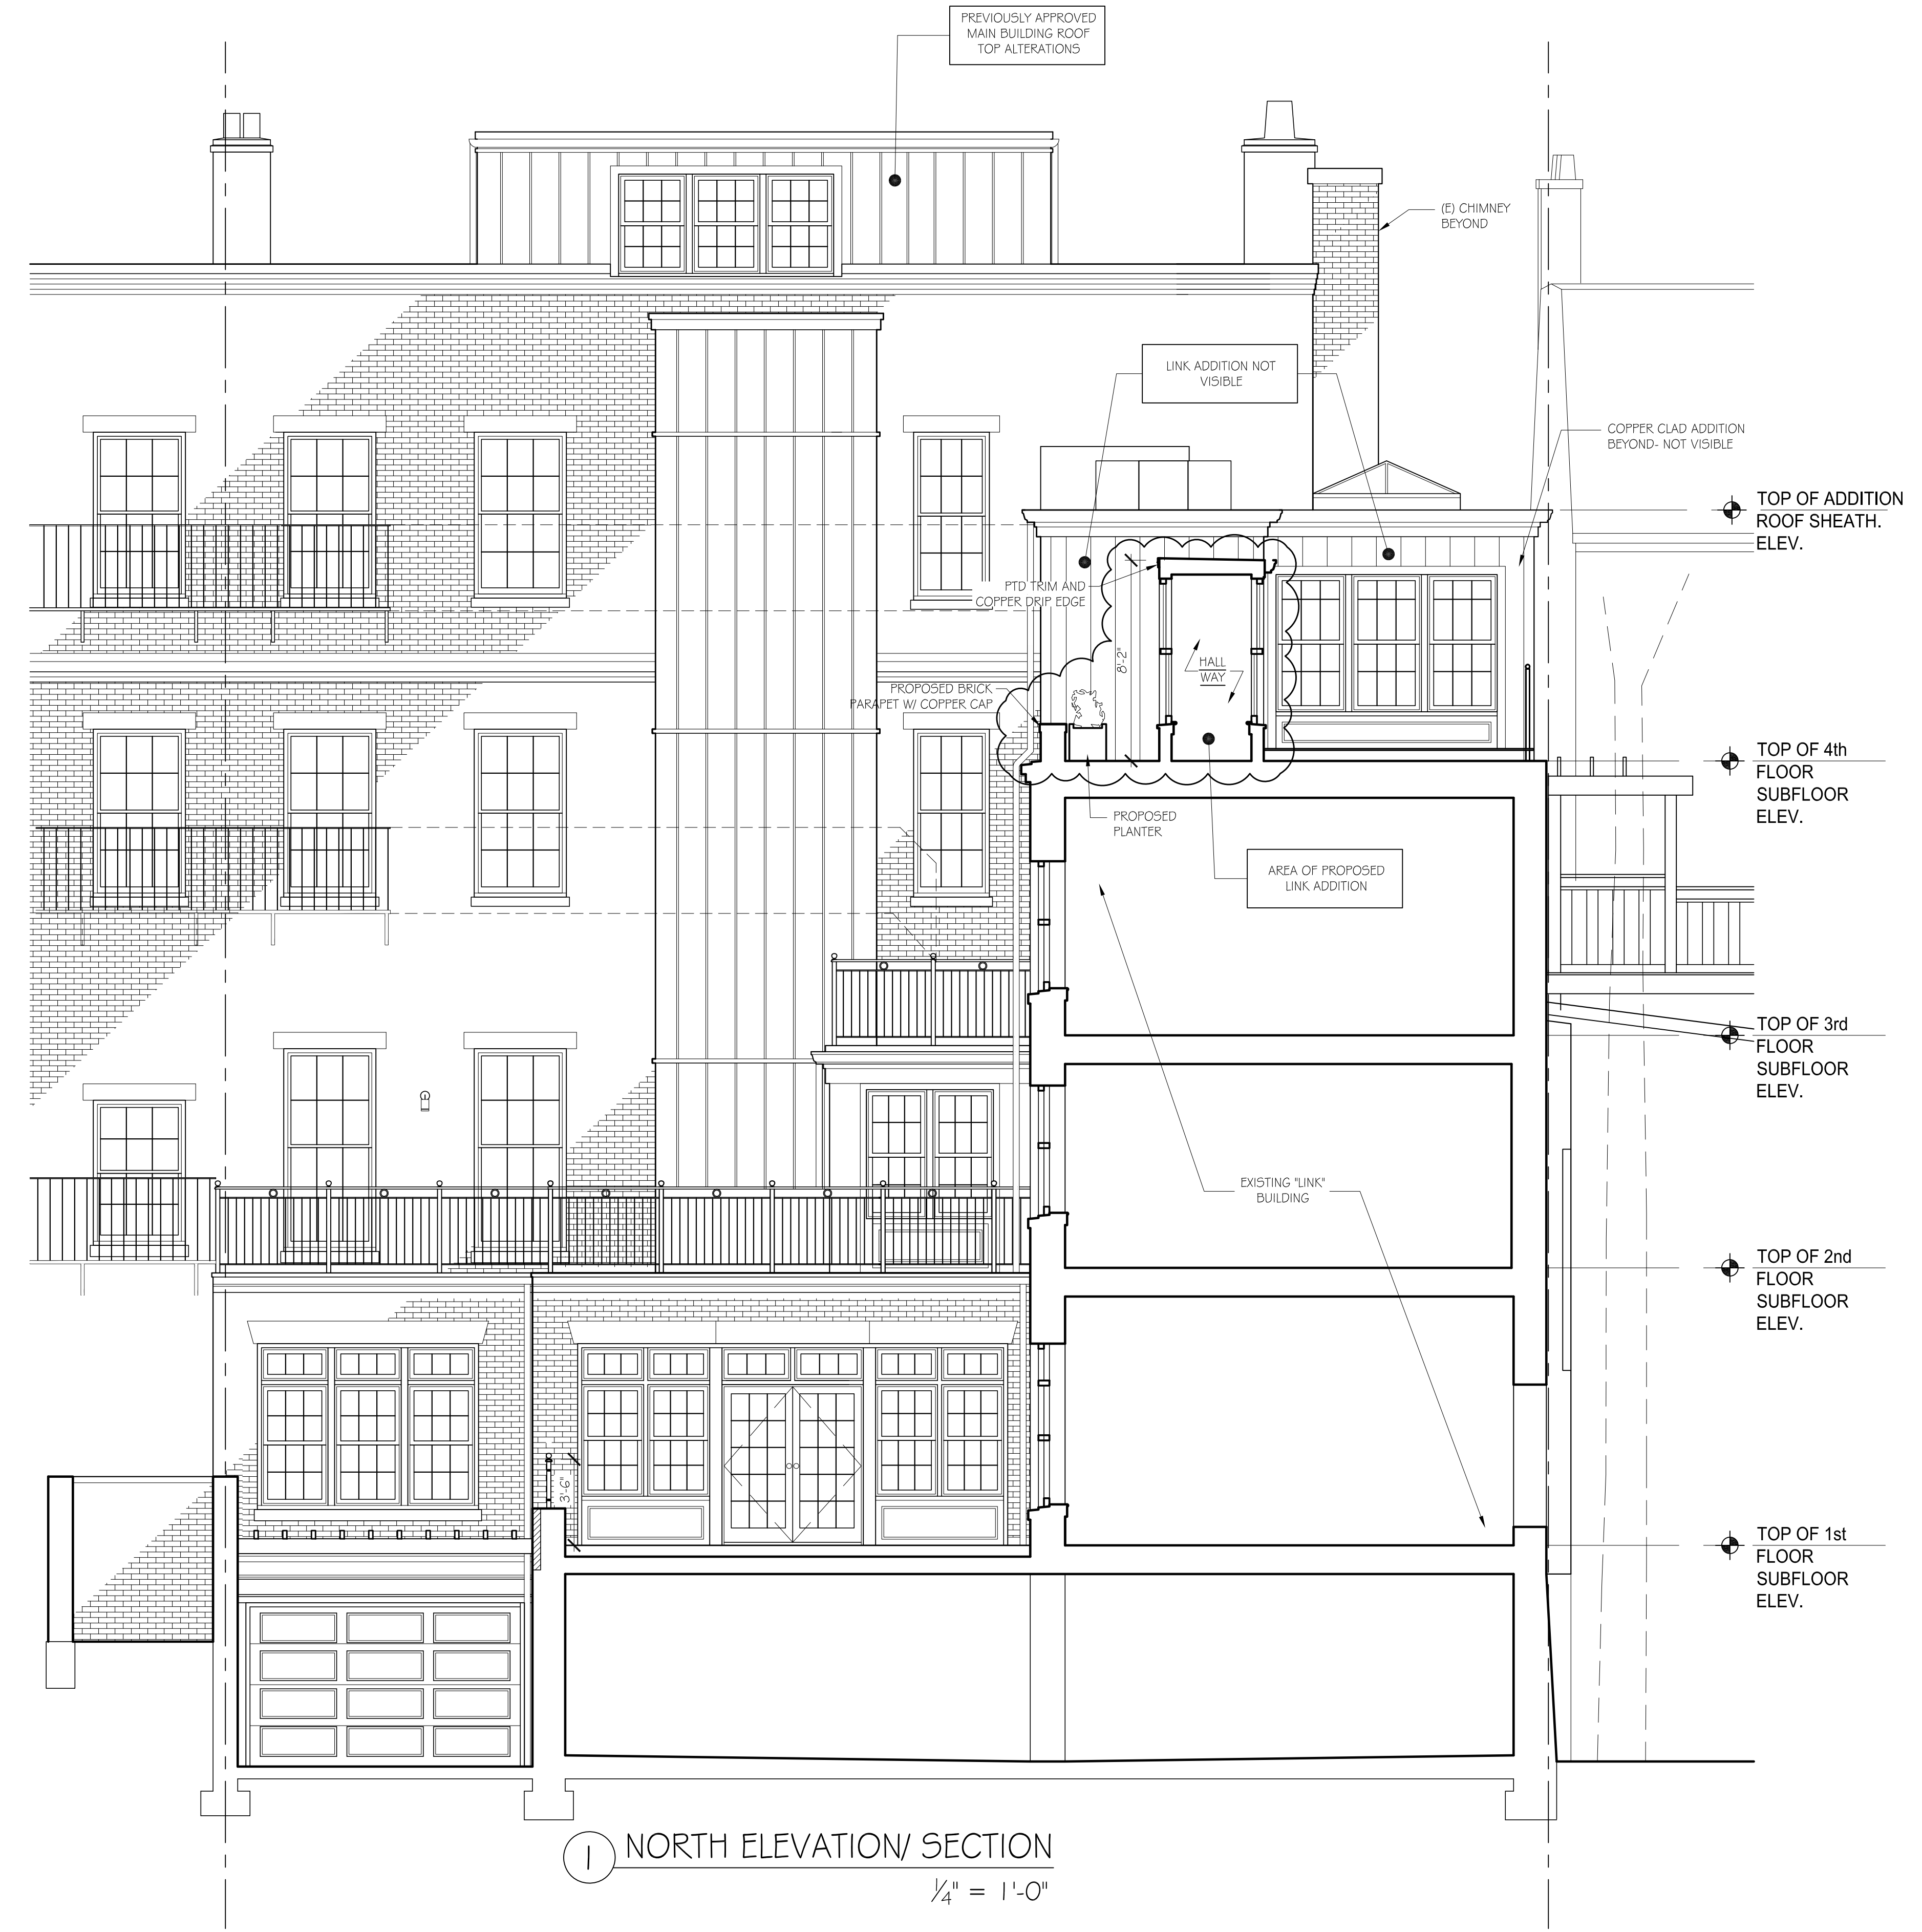 PREVIOUSLY APPROVED
MAIN BUILDING ROOF
TOP ALTERATIONS
(E) CHIMNEY
BEYOND
LINK ADDITION NOT
VISIBLE
COPPER CLAD ADDITION
BEYOND- NOT VISIBLE
TOP OF ADDITION
ROOF SHEATH.
ELEV.
PTD TRIM AND
COPPER DRIP EDGE
8'-2"
HALL
WAY
PROPOSED BRICK
PARAPET W/ COPPER CAP
TOP OF 4th
FLOOR
SUBFLOOR
ELEV.
PROPOSED
PLANTER
AREA OF PROPOSED
LINK ADDITION
TOP OF 3rd
FLOOR
SUBFLOOR
ELEV.
EXISTING "LINK"
BUILDING
TOP OF 2nd
FLOOR
SUBFLOOR
ELEV.
3'-6"
TOP OF 1st
FLOOR
SUBFLOOR
ELEV.
1 NORTH ELEVATION/ SECTION
1/4" = 1'-0"